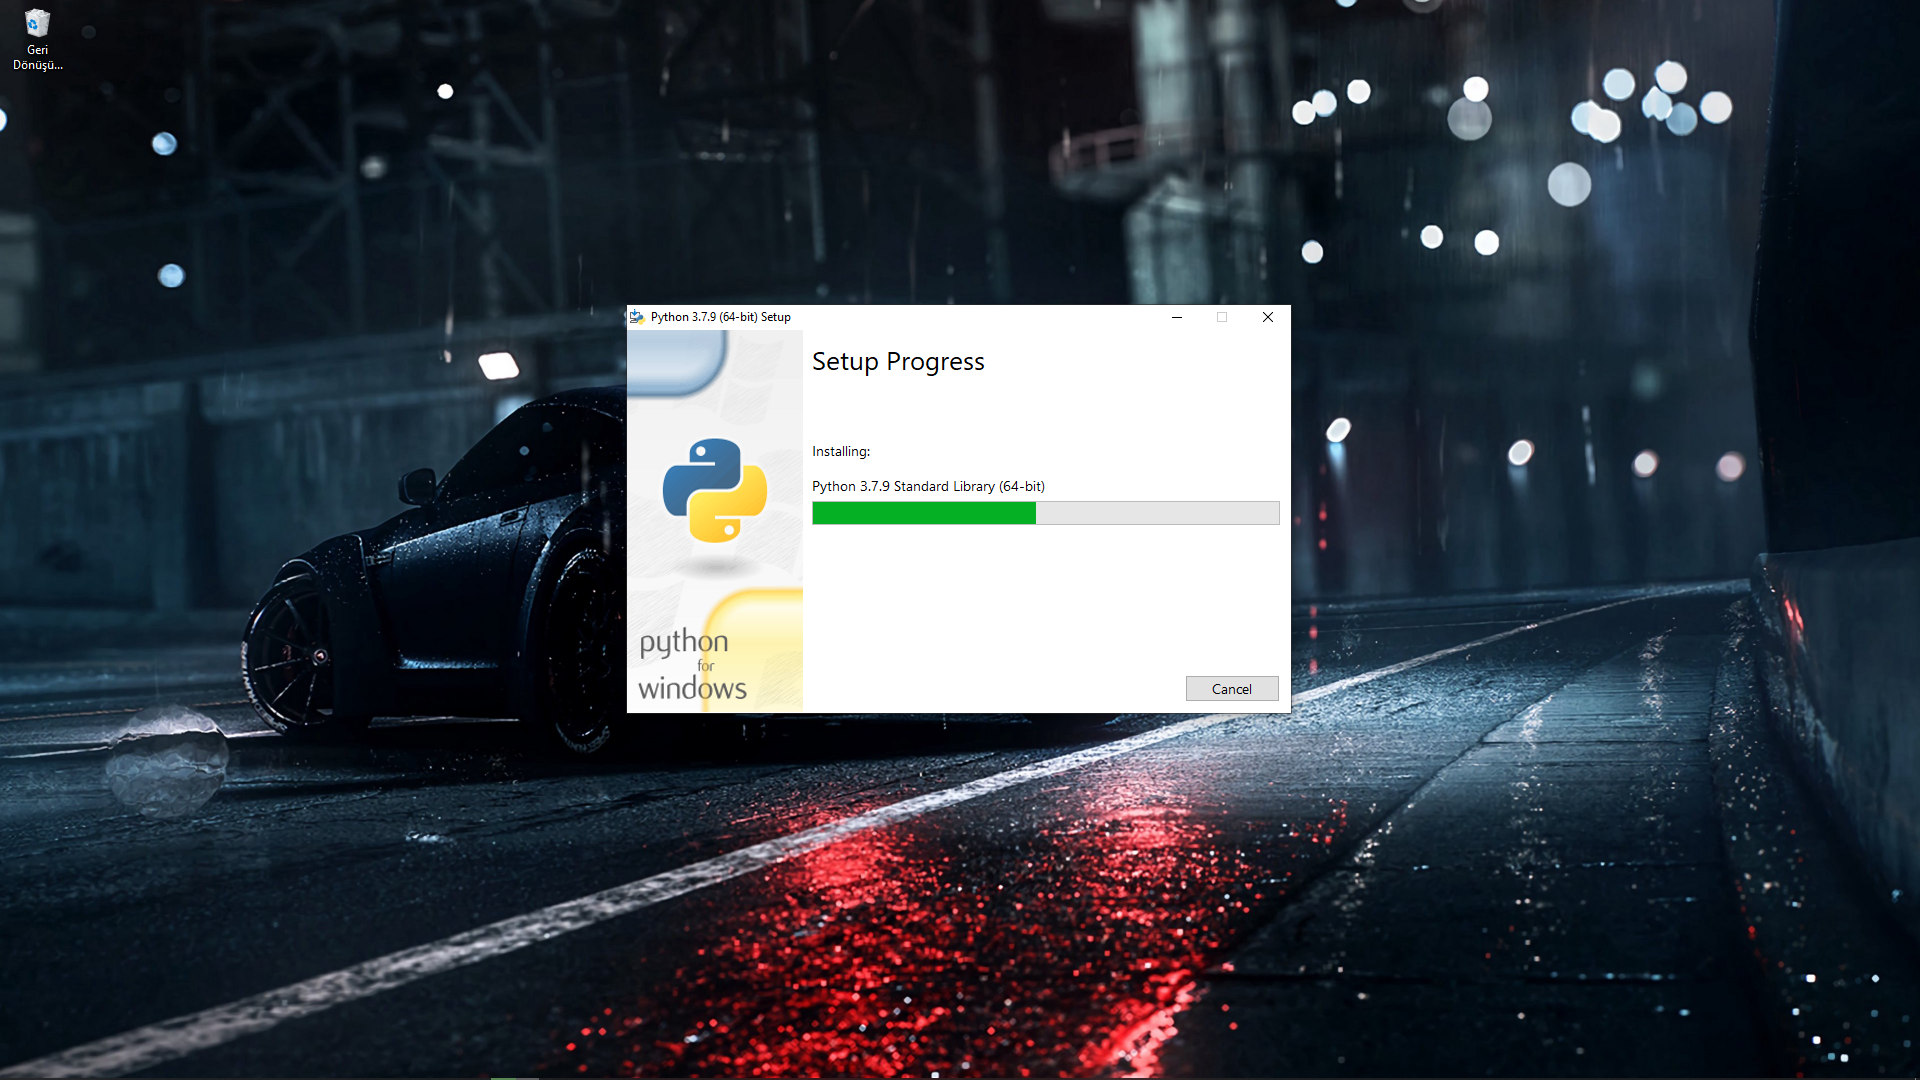 Geri
Dönüşü...
Python 3.7.9 (64-bit) Setup
Setup Progress
Installing:
Python 3.7.9 Standard Library (64-bit)
python
for
windows
Cancel